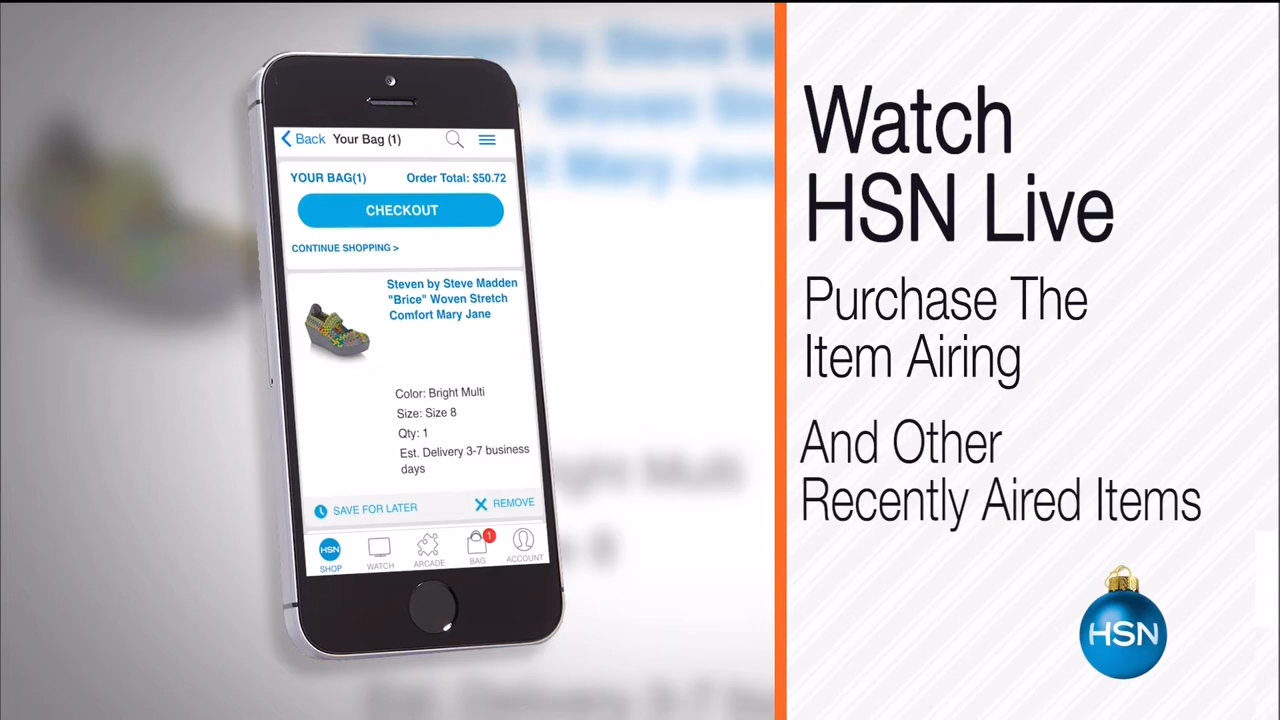 Back Your Bag (1)
YOUR BAG(1) Order Total: $50.72
CHECKOUT
CONTINUE SHOPPING >
Steven by Steve Madden
"Brice" Woven Stretch
Comfort Mary Jane
Color: Bright Multi
Size: Size 8
Qty: 1
Est. Delivery 3-7 business
days
SAVE FOR LATER REMOVE
HSN 1
SHOP WATCH ARCADE BAG ACCOUNT
Watch
HSN Live
Purchase The
Item Airing
And Other
Recently Aired Items
HSN